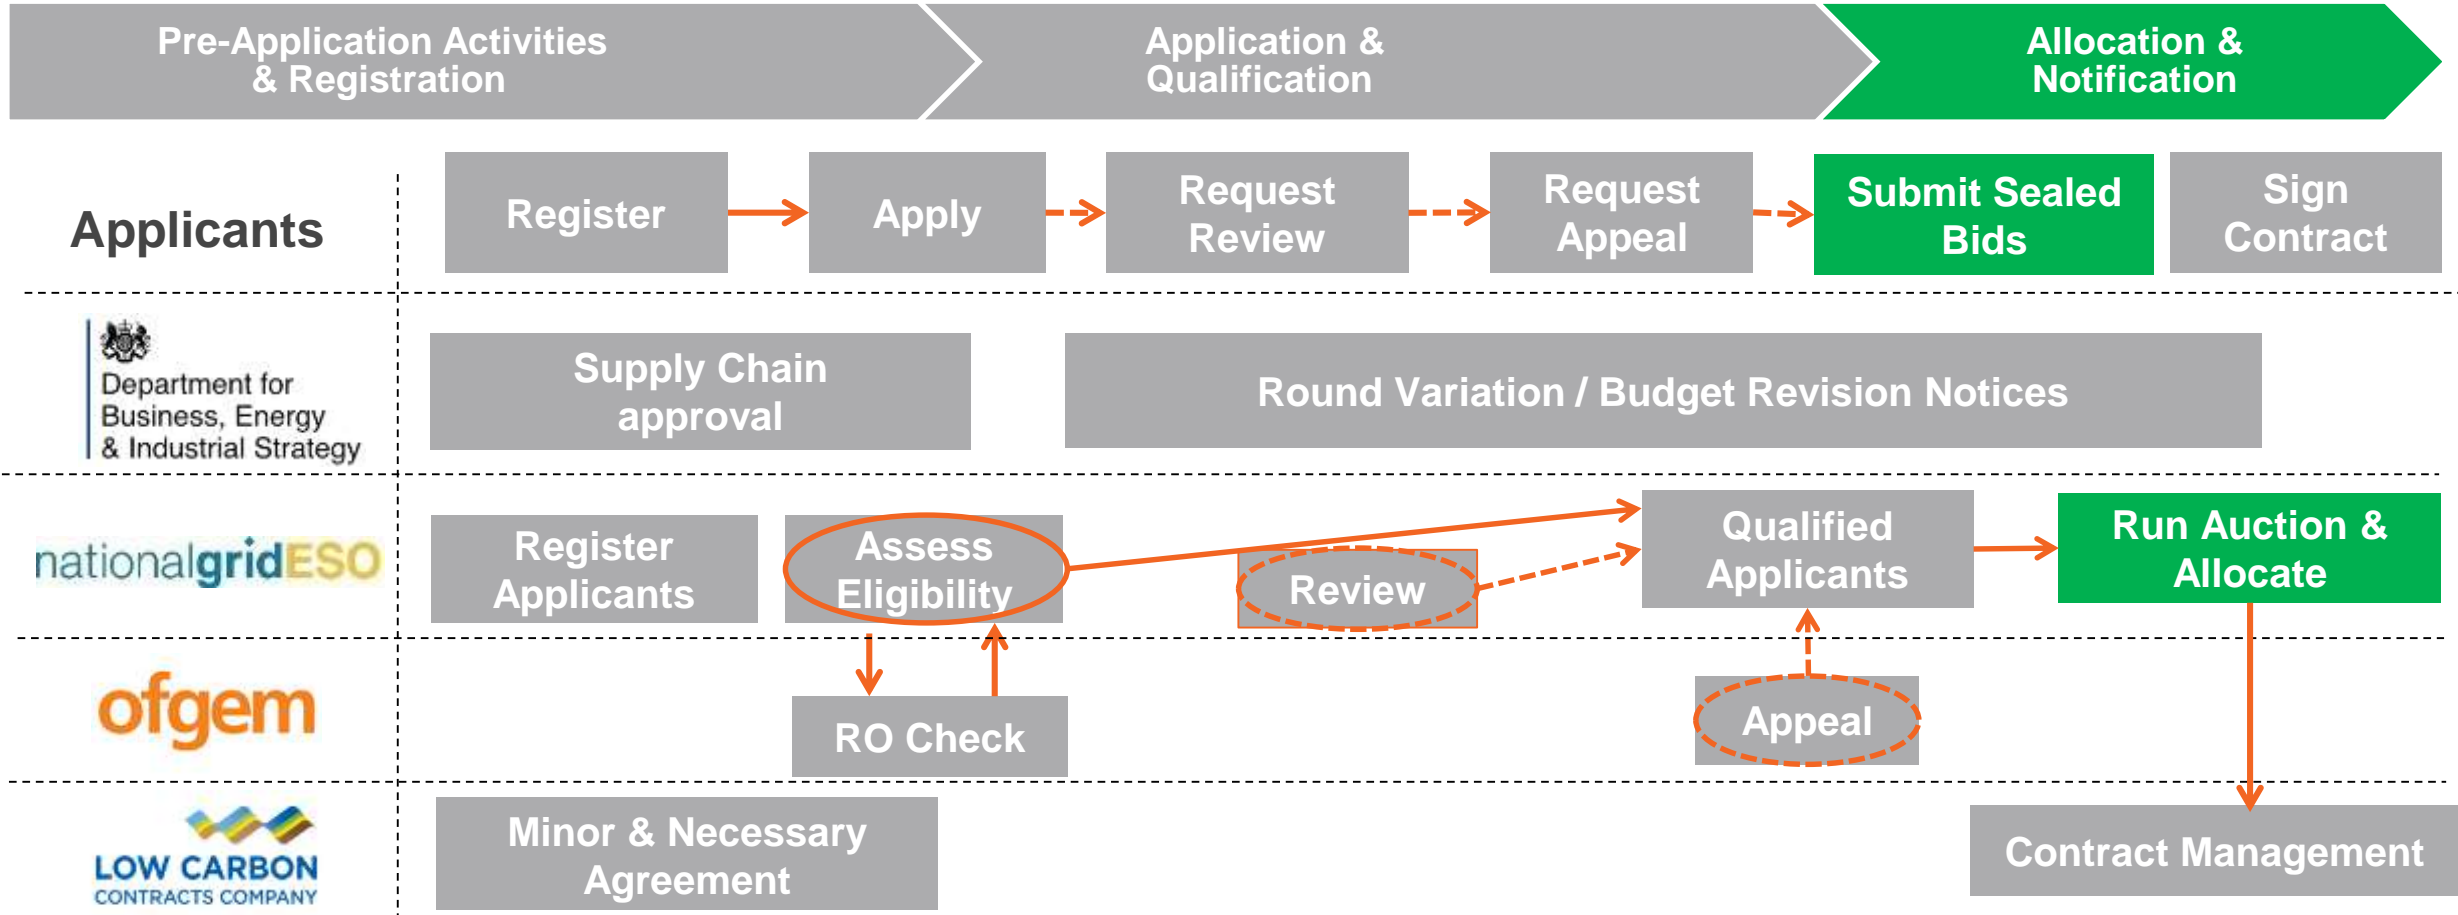 Pre-Application Activities
& Registration
Application &
Qualification
Allocation &
Notification
Applicants
Register
Apply
Request
Review
Request
Appeal
Submit Sealed
Bids
Sign
Contract
Department for
Business, Energy
& Industrial Strategy
Supply Chain
approval
Round Variation / Budget Revision Notices
nationalgridESO
Register
Applicants
Assess
Eligibility
Review
Qualified
Applicants
Run Auction &
Allocate
ofgem
RO Check
Appeal
LOW CARBON
CONTRACTS COMPANY
Minor & Necessary
Agreement
Contract Management